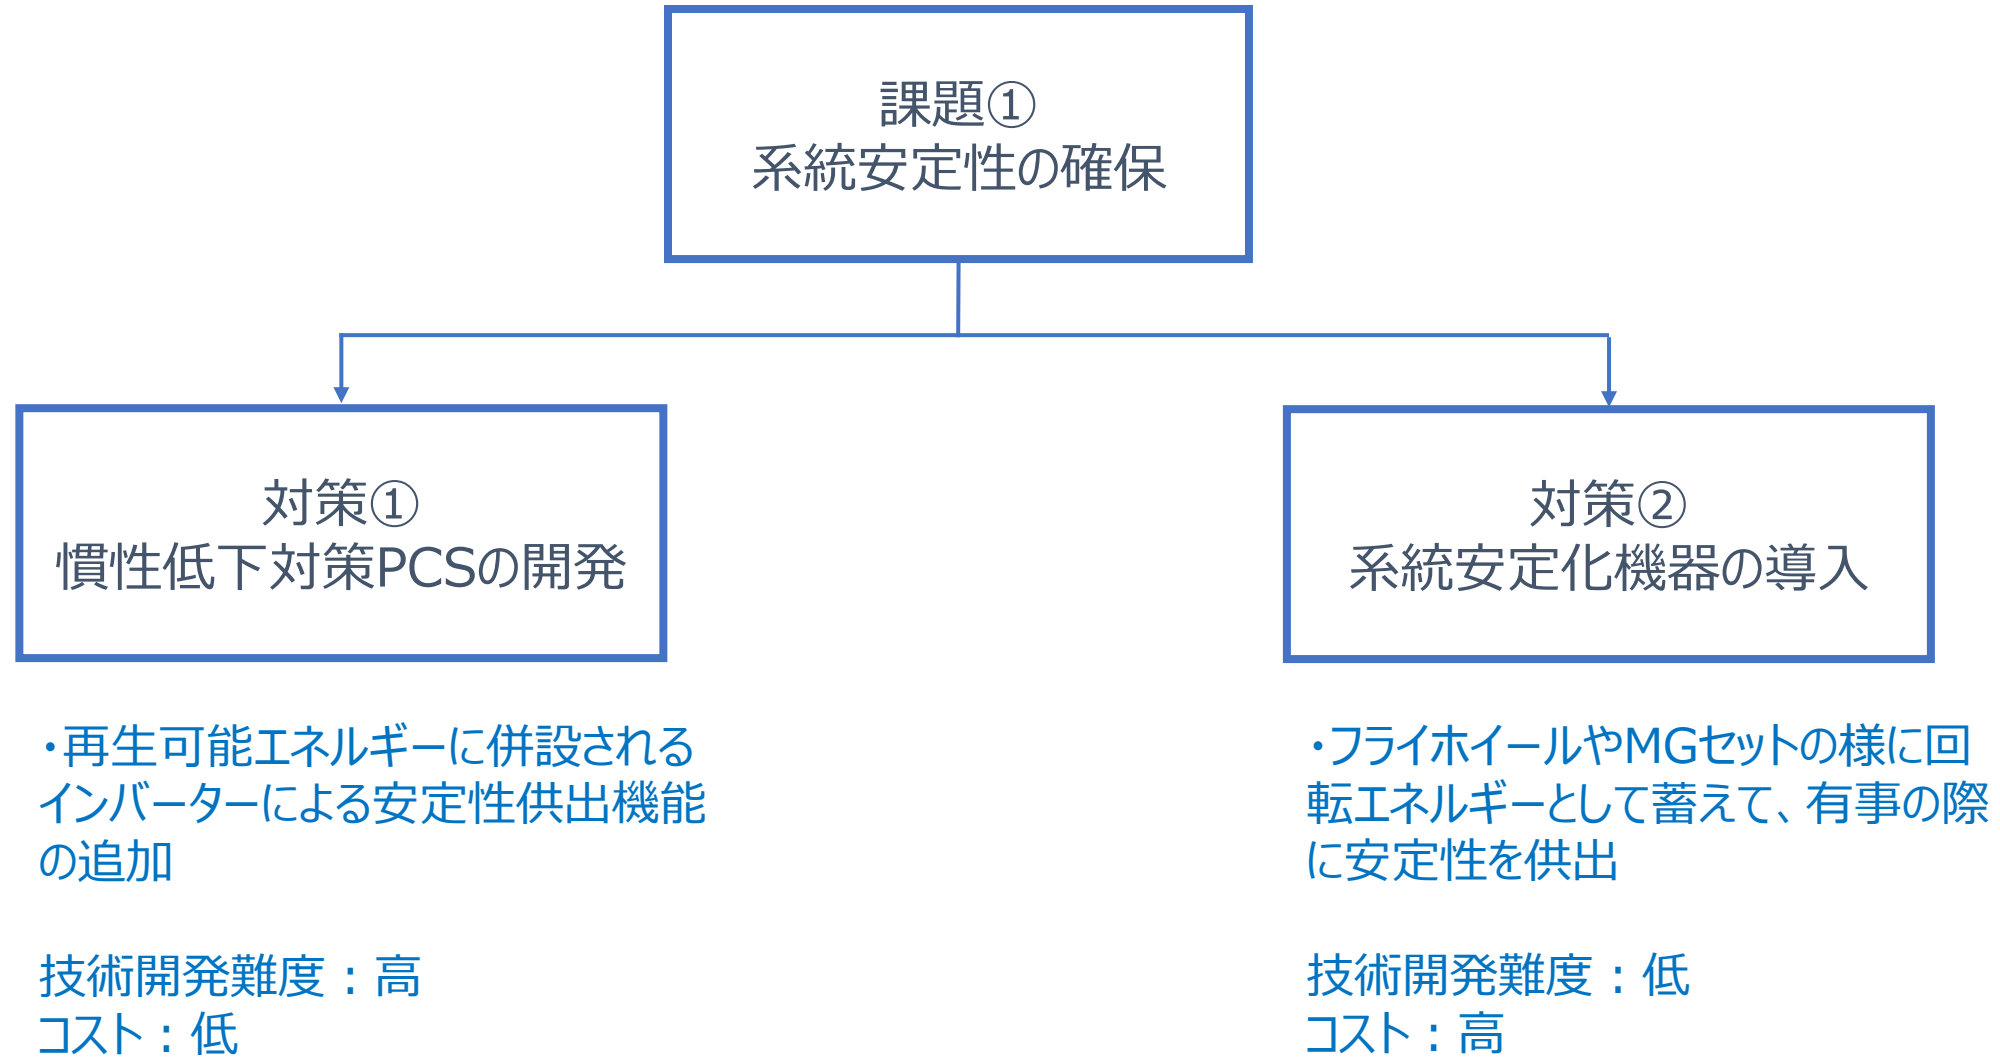 課題①
系統安定性の確保
対策①
慣性低下対策PCSの開発
・再生可能エネルギーに併設される
インバーターによる安定性供出機能
の追加
技術開発難度：高
コスト：低
対策②
系統安定化機器の導入
・フライホイールやMGセットの様に回
転エネルギーとして蓄えて、有事の際
に安定性を供出
技術開発難度：低
コスト：高